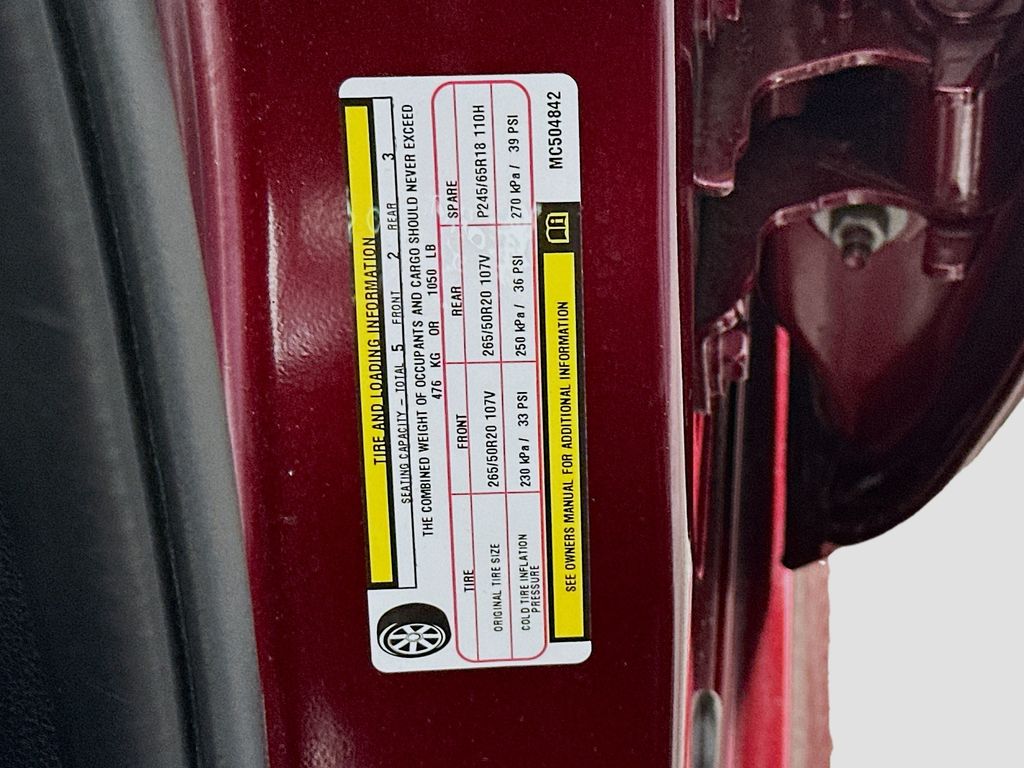 TIRE AND LOADING INFORMATION
SEATING CAPACITY – TOTAL 5 FRONT 2 REAR 3
THE COMBINED WEIGHT OF OCCUPANTS AND CARGO SHOULD NEVER EXCEED
476 KG OR 1050 LB
TIRE FRONT REAR SPARE
ORIGINAL TIRE SIZE 265/50R20 107V 265/50R20 107V P245/65R18 110H
COLD TIRE INFLATION PRESSURE 230 kPa / 33 PSI 250 kPa / 36 PSI 270 kPa / 39 PSI
SEE OWNERS MANUAL FOR ADDITIONAL INFORMATION
MC504842